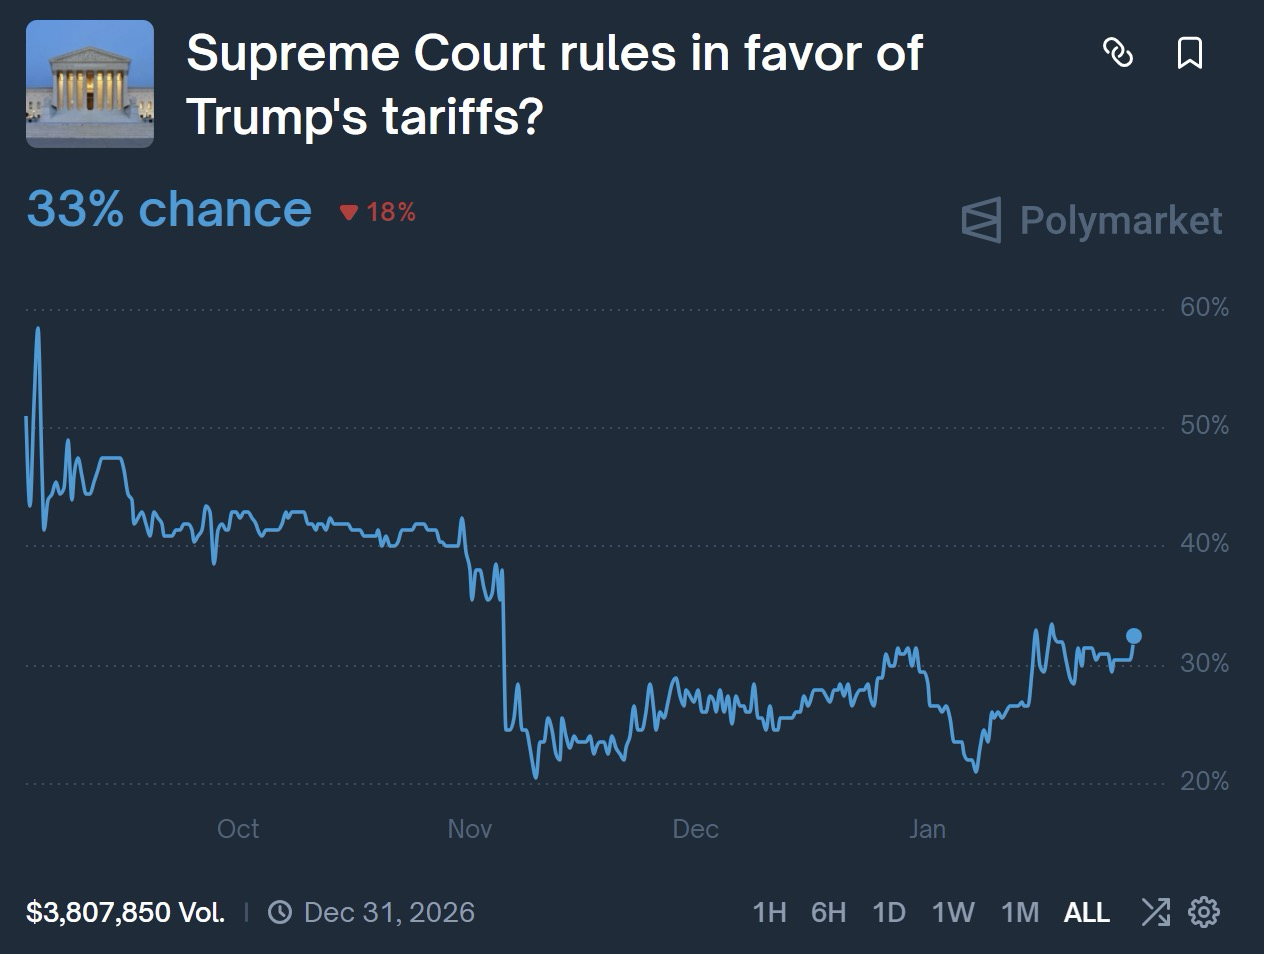 Supreme Court rules in favor of
Trump's tariffs?
33% chance ▼ 18%
Polymarket
60%
50%
40%
30%
20%
Oct Nov Dec Jan
$3,807,850 Vol. | Dec 31, 2026 1H 6H 1D 1W 1M ALL